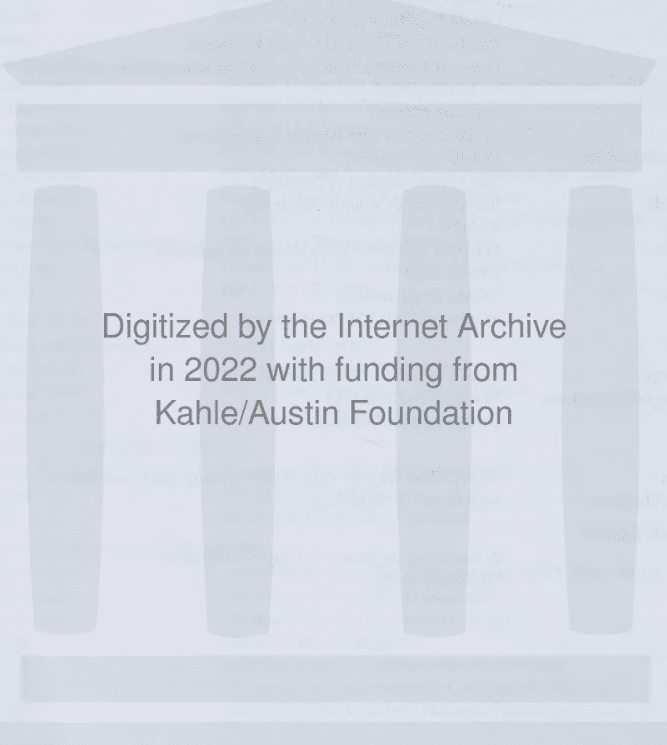 Digitized by the Internet Archive
in 2022 with funding from
Kahle/Austin Foundation